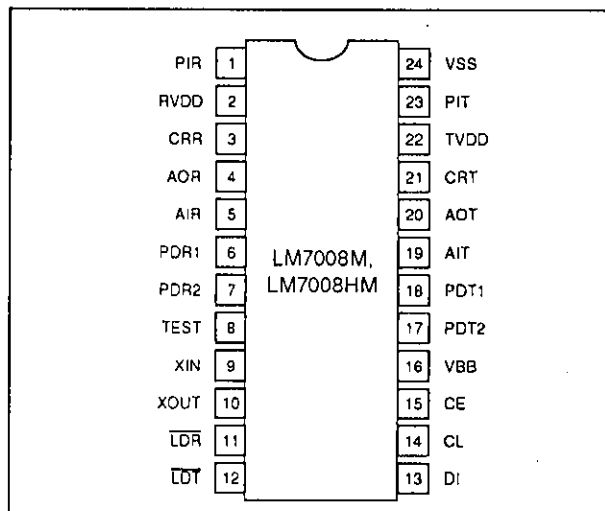 PIR 1 24 VSS
RVDD 2 23 PIT
CRR 3 22 TVDD
AOR 4 21 CRT
AIR 5 20 AOT
PDR1 6 19 AIT
LM7008M,
LM7008HM
PDR2 7 18 PDT1
TEST 8 17 PDT2
XIN 9 16 VBB
XOUT 10 15 CE
L̅D̅R̅ 11 14 CL
L̅D̅T̅ 12 13 DI